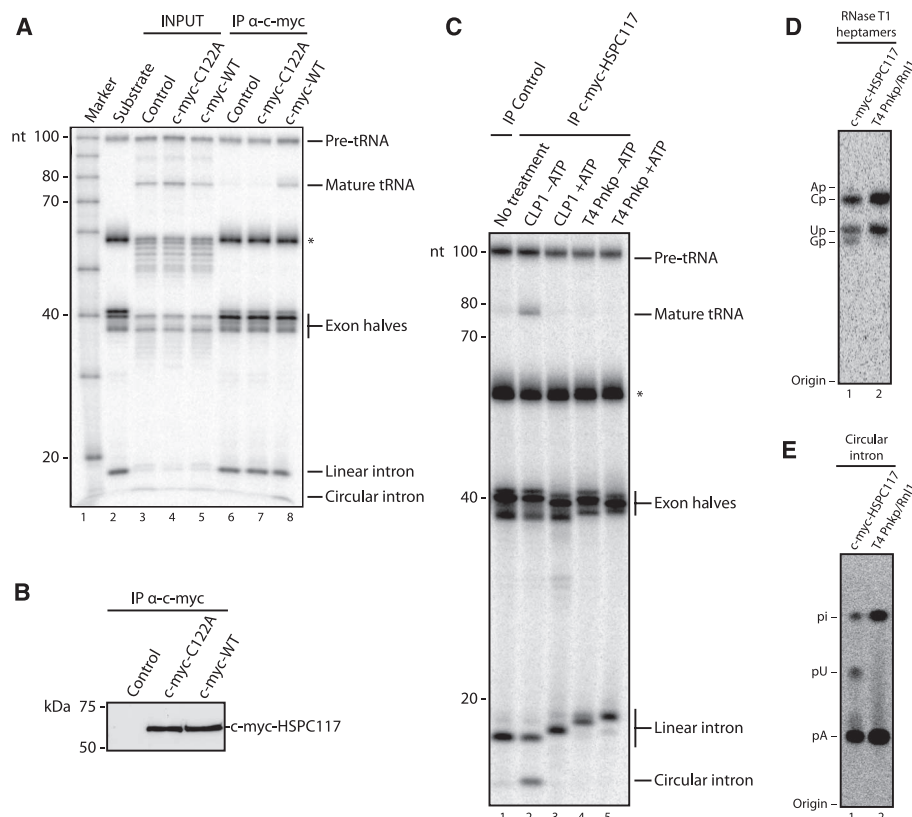 A
INPUT
IP α-c-myc
Marker
Substrate
Control
c-myc-C122A
c-myc-WT
Control
c-myc-C122A
c-myc-WT
nt 100
80
70
40
20
Pre-tRNA
Mature tRNA
*
Exon halves
Linear intron
Circular intron
1 2 3 4 5 6 7 8
B
IP α-c-myc
Control
c-myc-C122A
c-myc-WT
kDa 75
50
c-myc-HSPC117
C
IP Control
IP c-myc-HSPC117
No treatment
CLP1 –ATP
CLP1 +ATP
T4 Pnkp –ATP
T4 Pnkp +ATP
nt 100
80
70
40
20
Pre-tRNA
Mature tRNA
*
Exon halves
Linear intron
Circular intron
1 2 3 4 5
D
RNase T1
heptamers
c-myc-HSPC117
T4 Pnkp/Rnl1
Ap
Cp
Up
Gp
Origin
1 2
E
Circular
intron
c-myc-HSPC117
T4 Pnkp/Rnl1
pi
pU
pA
Origin
1 2